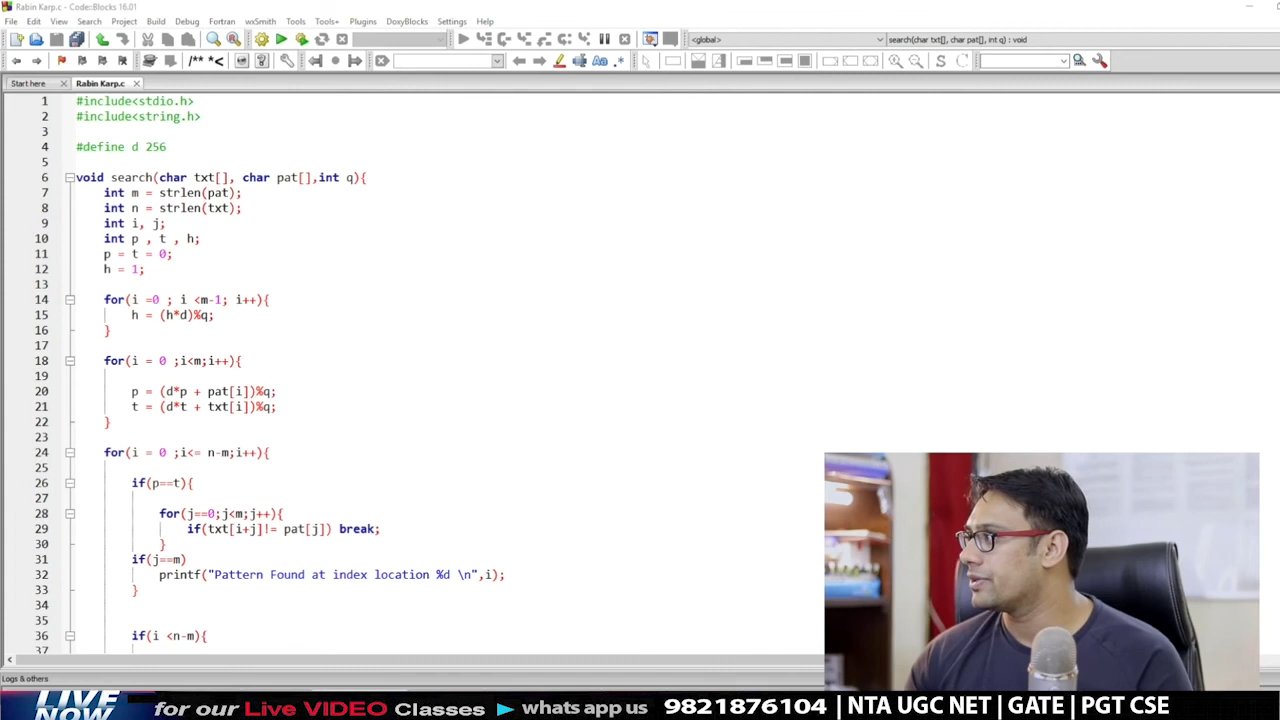 Rabin Karp.c - Code::Blocks 16.01
File Edit View Search Project Build Debug Fortran wxSmith Tools Tools+ Plugins DoxyBlocks Settings Help
<global> search(char txt[], char pat[], int q) : void
/** *<
Start here Rabin Karp.c
1 #include<stdio.h>
2 #include<string.h>
3
4 #define d 256
5
6 void search(char txt[], char pat[],int q){
7 int m = strlen(pat);
8 int n = strlen(txt);
9 int i, j;
10 int p , t , h;
11 p = t = 0;
12 h = 1;
13
14 for(i =0 ; i <m-1; i++){
15 h = (h*d)%q;
16 }
17
18 for(i = 0 ;i<m;i++){
19
20 p = (d*p + pat[i])%q;
21 t = (d*t + txt[i])%q;
22 }
23
24 for(i = 0 ;i<= n-m;i++){
25
26 if(p==t){
27
28 for(j==0;j<m;j++){
29 if(txt[i+j]!= pat[j]) break;
30 }
31 if(j==m)
32 printf("Pattern Found at index location %d \n",i);
33 }
34
35
36 if(i <n-m){
37
Logs & others
LIVE NOW for our Live VIDEO Classes whats app us 9821876104 | NTA UGC NET | GATE | PGT CSE